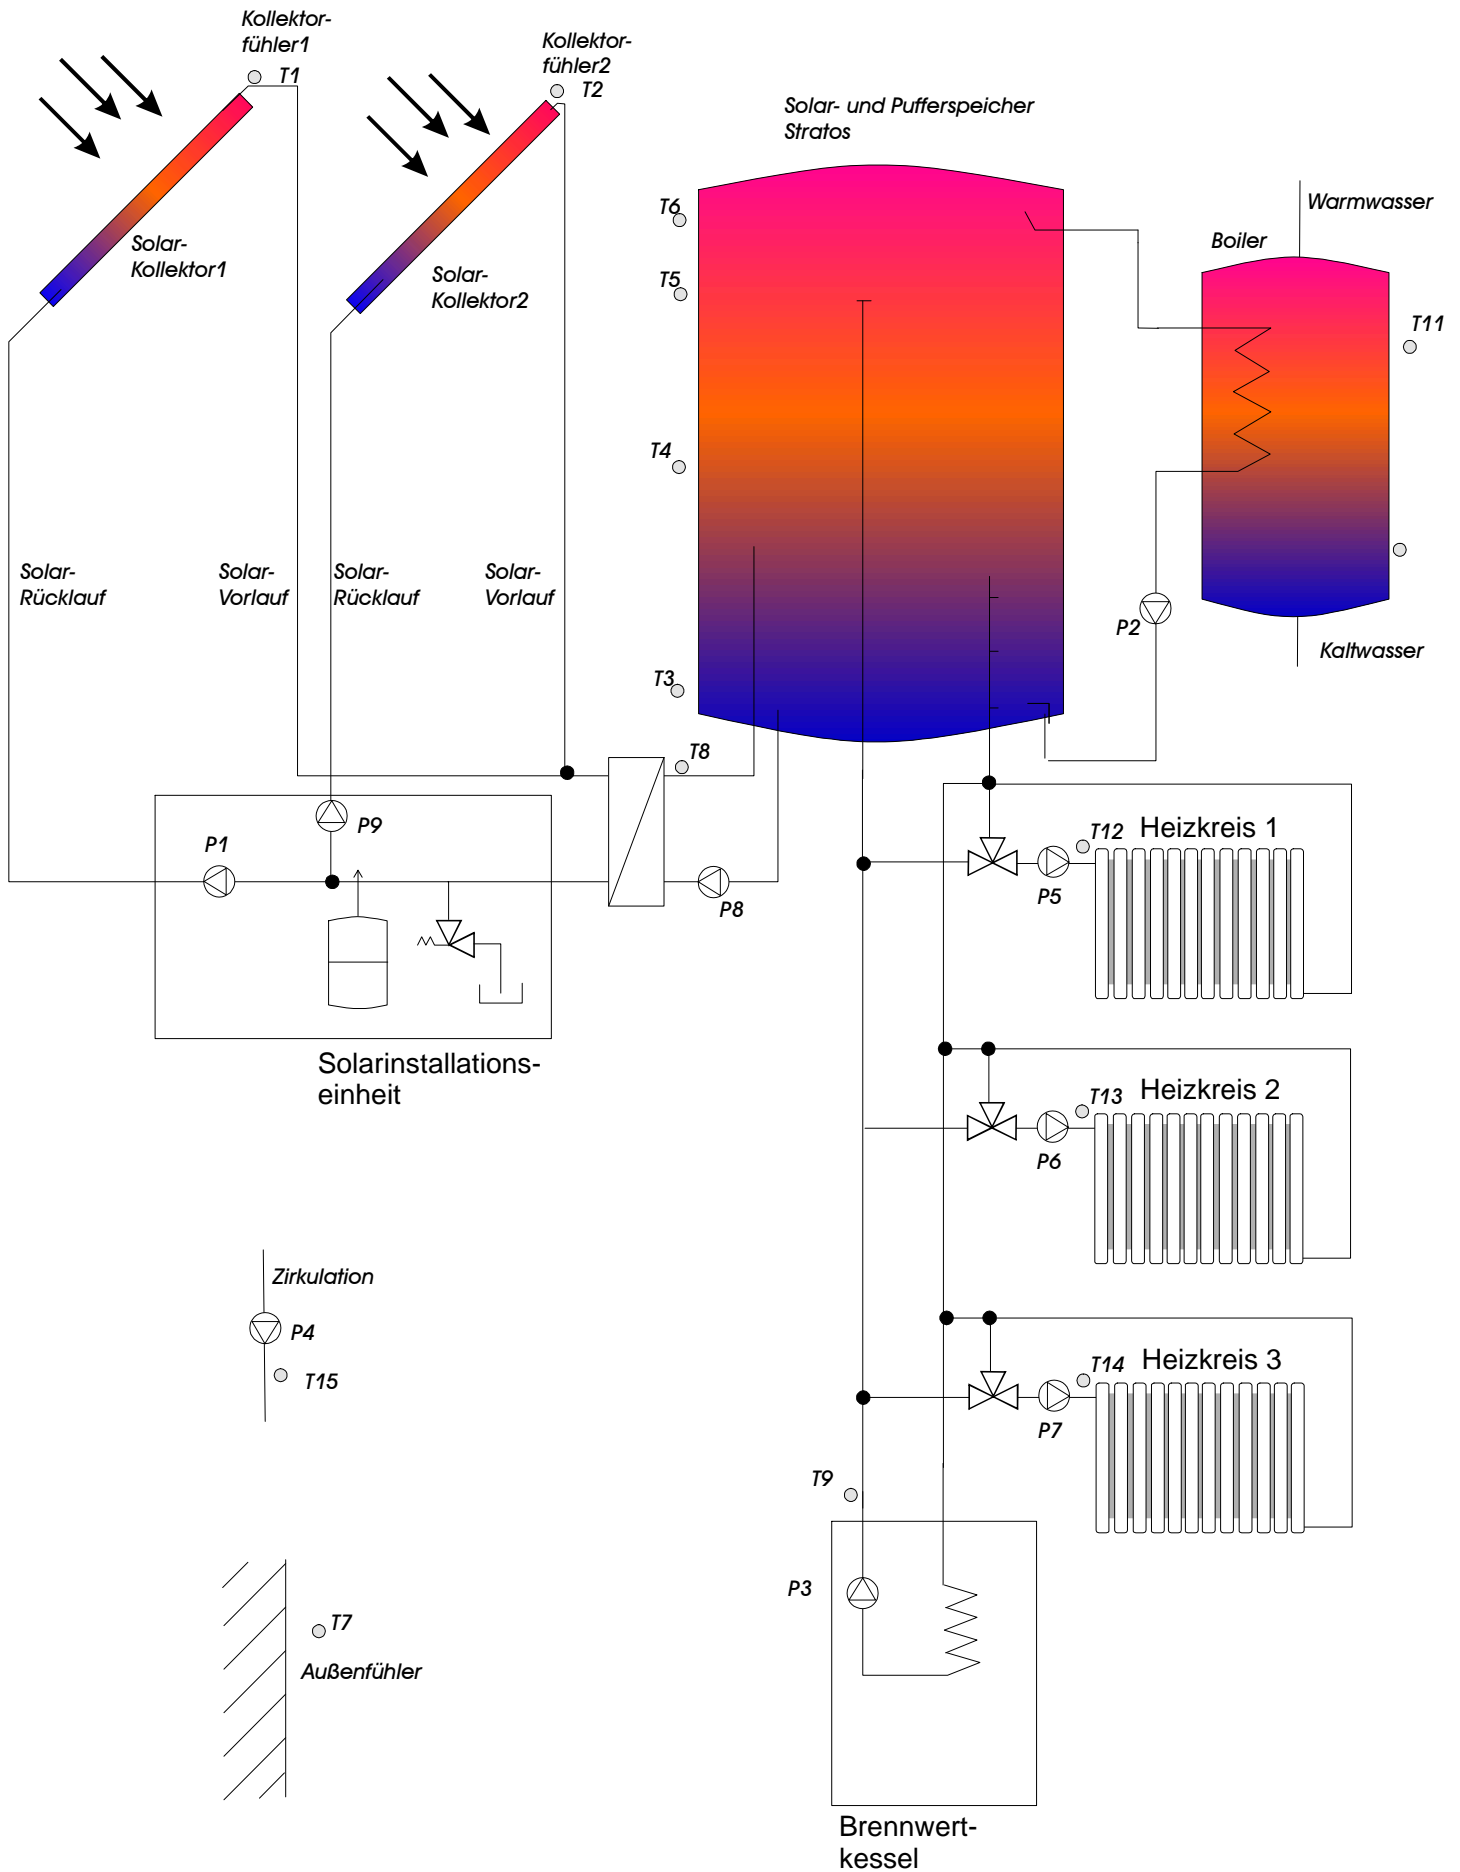 Kollektor-
fühler1
T1
Kollektor-
fühler2
T2
Solar- und Pufferspeicher
Stratos
T6
Warmwasser
Boiler
Solar-
Kollektor1
Solar-
Kollektor2
T5
T11
T4
Solar-
Rücklauf
Solar-
Vorlauf
Solar-
Rücklauf
Solar-
Vorlauf
P2
Kaltwasser
T3
T8
P9
P1
P8
T12
Heizkreis 1
P5
Solarinstallations-
einheit
T13
Heizkreis 2
P6
Zirkulation
P4
T15
T14
Heizkreis 3
P7
T9
P3
T7
Außenfühler
Brennwert-
kessel